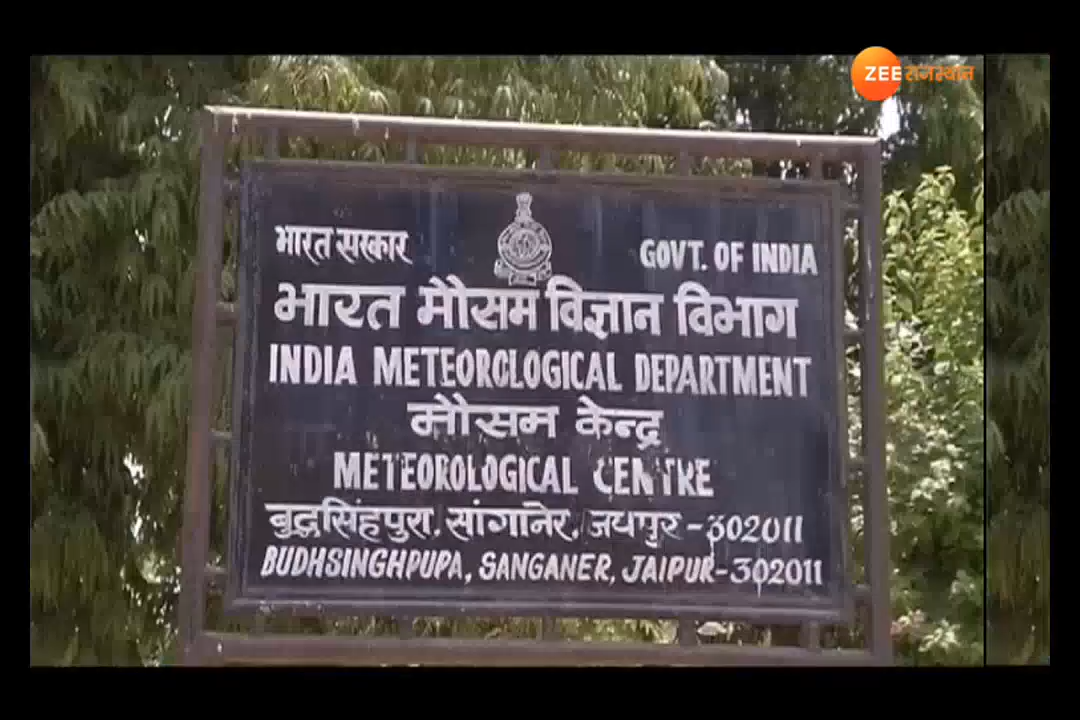 ZEE राजस्थान
भारत सरकार
GOVT. OF INDIA
भारत मौसम विज्ञान विभाग
INDIA METEOROLOGICAL DEPARTMENT
मौसम केन्द्र
METEOROLOGICAL CENTRE
बुद्धसिंहपुरा, सांगानेर, जयपुर-302011
BUDHSINGHPUPA, SANGANER, JAIPUR-302011